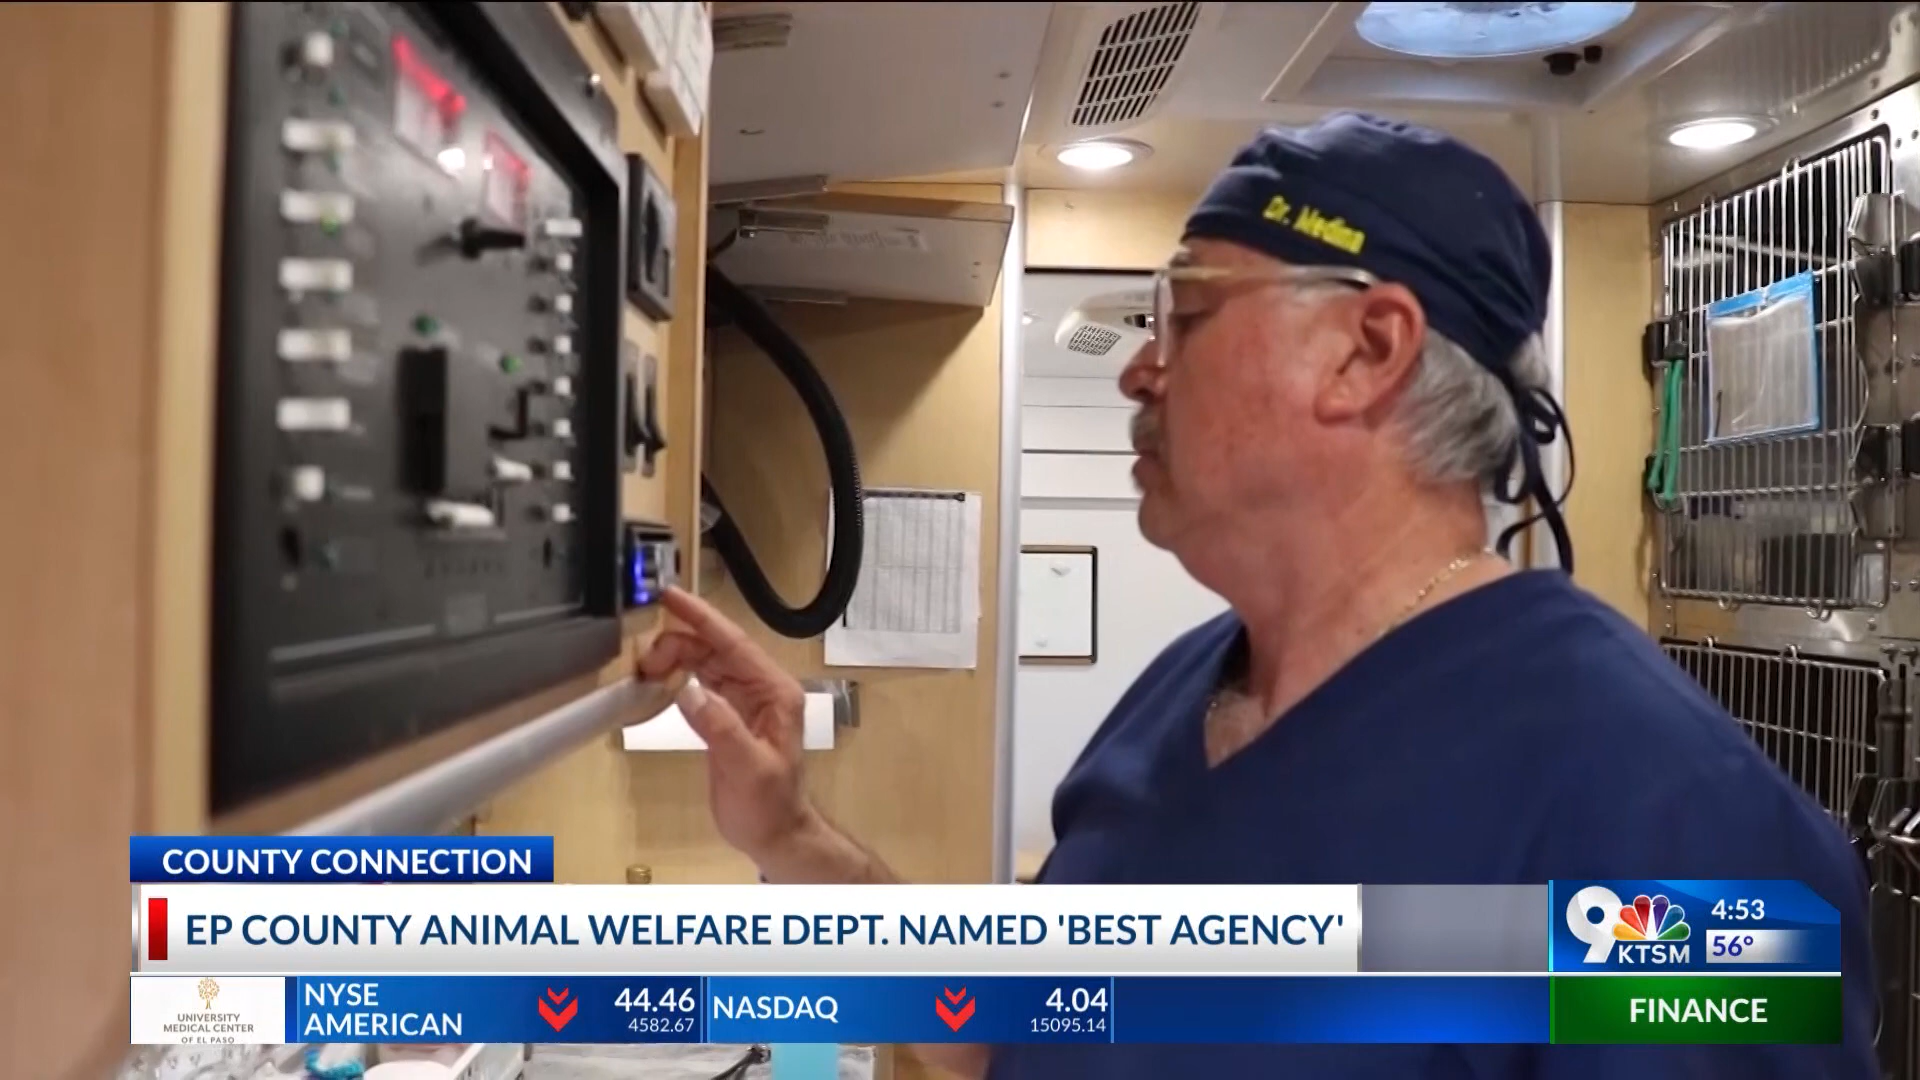 Dr. Medina
COUNTY CONNECTION
EP COUNTY ANIMAL WELFARE DEPT. NAMED 'BEST AGENCY'
9
KTSM
4:53
56°
UNIVERSITY
MEDICAL CENTER
OF EL PASO
NYSE
AMERICAN
44.46
4582.67
NASDAQ
4.04
15095.14
FINANCE